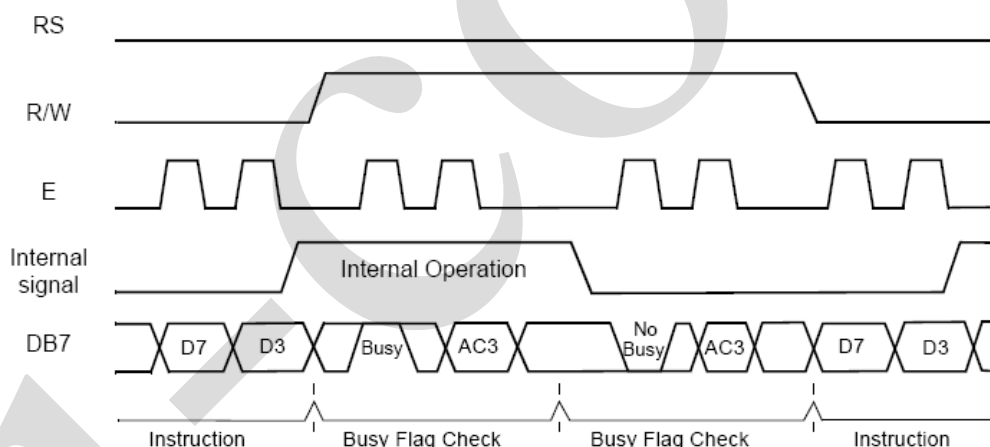 RS
R/W
E
Internal
signal
Internal Operation
DB7
D7
D3
Busy
AC3
No
Busy
AC3
D7
D3
Instruction
Busy Flag Check
Busy Flag Check
Instruction